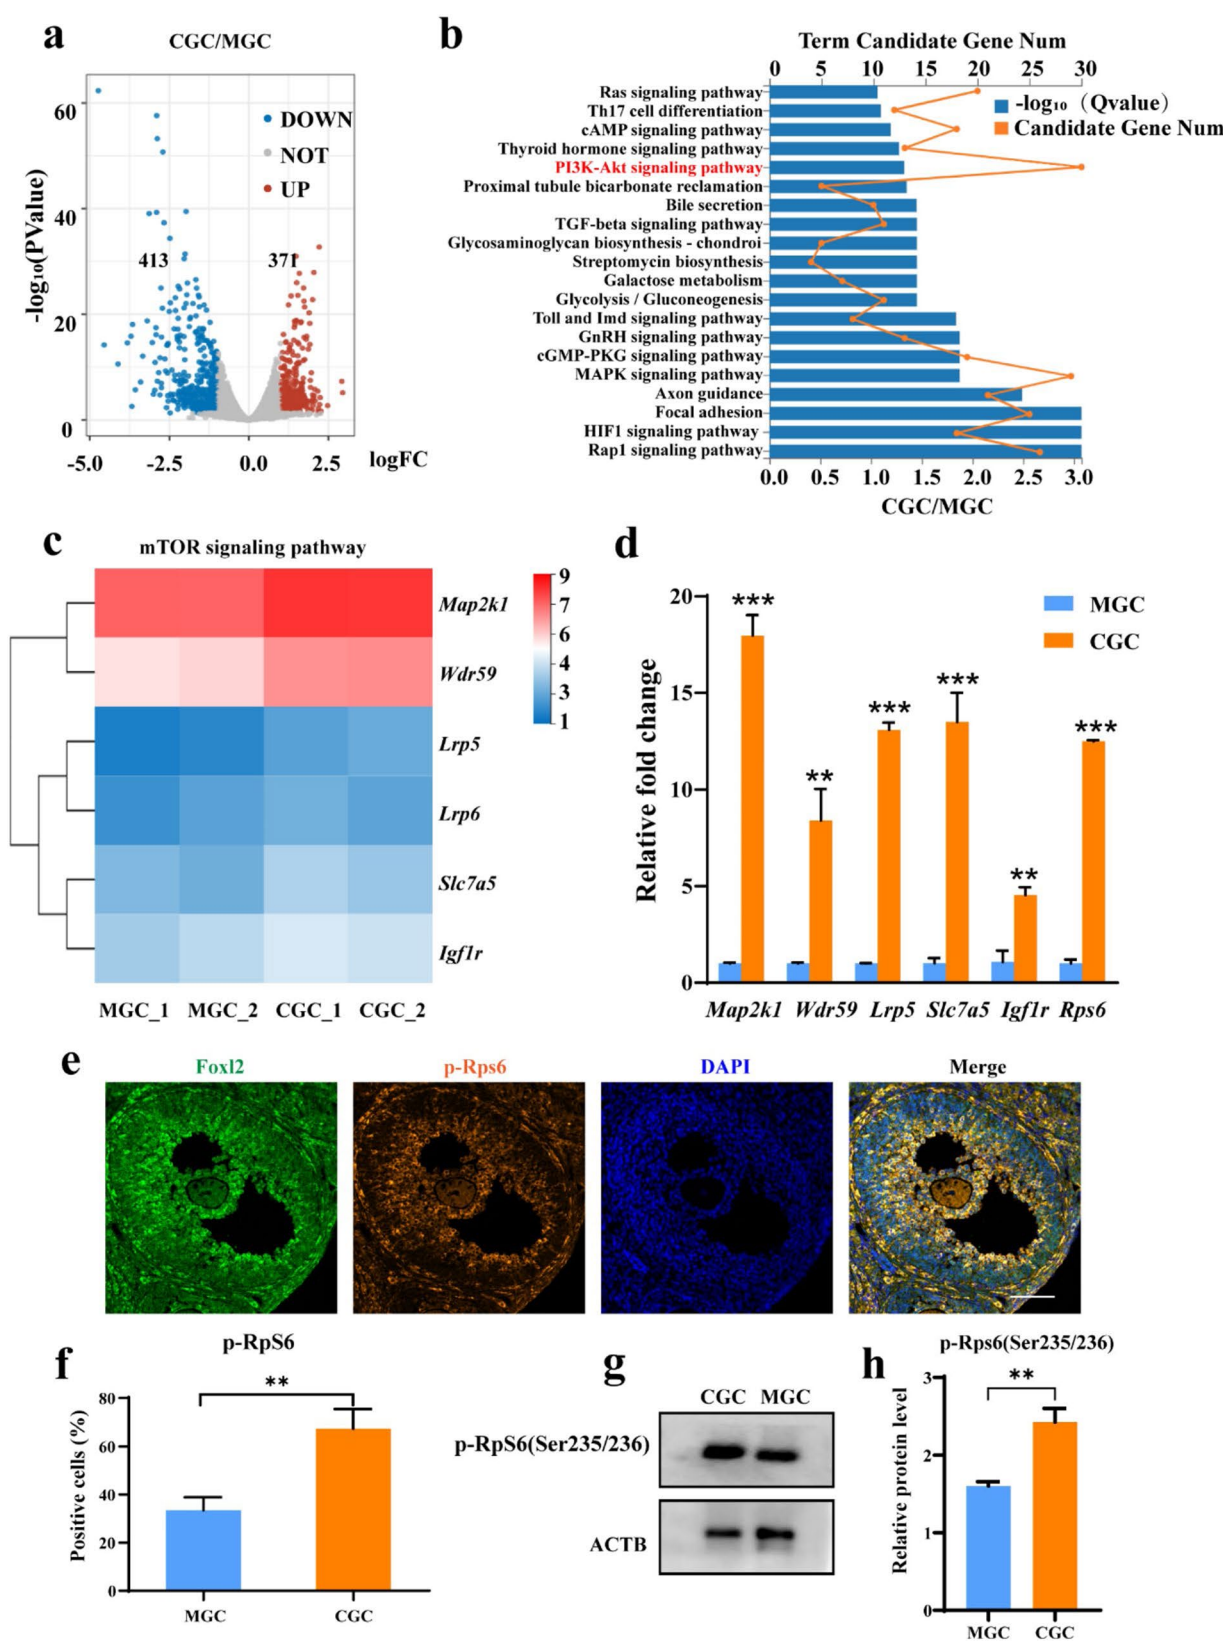 a
CGC/MGC
-log₁₀(PValue)
60
40
20
0
DOWN
NOT
UP
413
371
-5.0
-2.5
0.0
2.5
logFC
b
Term Candidate Gene Num
0 5 10 15 20 25 30
-log₁₀（Qvalue）
Candidate Gene Num
Ras signaling pathway
Th17 cell differentiation
cAMP signaling pathway
Thyroid hormone signaling pathway
PI3K-Akt signaling pathway
Proximal tubule bicarbonate reclamation
Bile secretion
TGF-beta signaling pathway
Glycosaminoglycan biosynthesis - chondroi
Streptomycin biosynthesis
Galactose metabolism
Glycolysis / Gluconeogenesis
Toll and Imd signaling pathway
GnRH signaling pathway
cGMP-PKG signaling pathway
MAPK signaling pathway
Axon guidance
Focal adhesion
HIF1 signaling pathway
Rap1 signaling pathway
0.0 0.5 1.0 1.5 2.0 2.5 3.0
CGC/MGC
c
mTOR signaling pathway
Map2k1
Wdr59
Lrp5
Lrp6
Slc7a5
Igf1r
MGC_1 MGC_2 CGC_1 CGC_2
9
7
6
4
3
1
d
MGC
CGC
Relative fold change
20
15
10
5
0
***
**
***
***
**
***
Map2k1 Wdr59 Lrp5 Slc7a5 Igf1r Rps6
e
Foxl2
p-Rps6
DAPI
Merge
f
p-RpS6
Positive cells (%)
80
60
40
20
0
**
MGC
CGC
g
CGC MGC
p-RpS6(Ser235/236)
ACTB
h
p-Rps6(Ser235/236)
Relative protein level
3
2
1
0
**
MGC
CGC